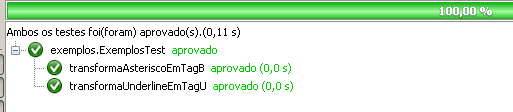 100,00 %
Ambos os testes foi(foram) aprovado(s).(0,11 s)
exemplos.ExemplosTest aprovado
transformaAsteriscoEmTagB aprovado (0,0 s)
transformaUnderlineEmTagU aprovado (0,0 s)